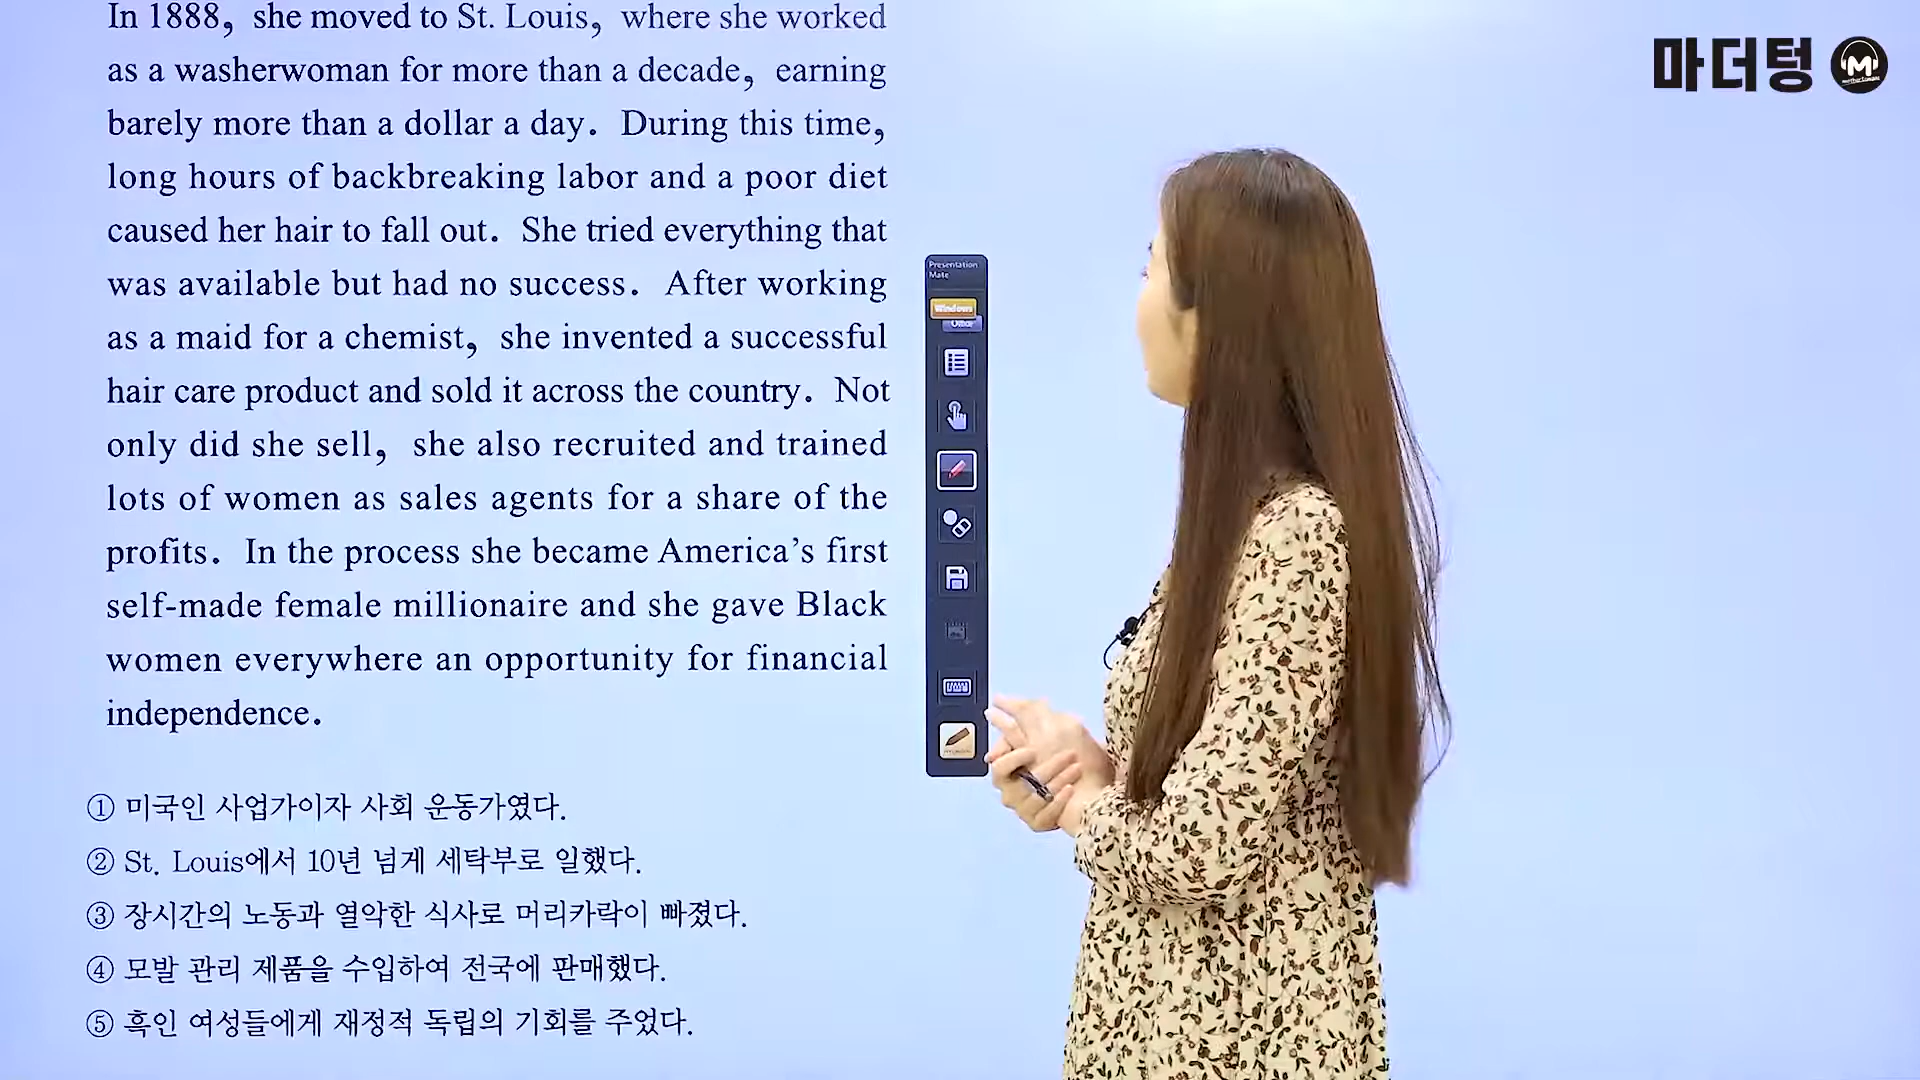 In 1888, she moved to St. Louis, where she worked
as a washerwoman for more than a decade, earning
barely more than a dollar a day. During this time,
long hours of backbreaking labor and a poor diet
caused her hair to fall out. She tried everything that
was available but had no success. After working
as a maid for a chemist, she invented a successful
hair care product and sold it across the country. Not
only did she sell, she also recruited and trained
lots of women as sales agents for a share of the
profits. In the process she became America's first
self-made female millionaire and she gave Black
women everywhere an opportunity for financial
independence.
① 미국인 사업가이자 사회 운동가였다.
② St. Louis에서 10년 넘게 세탁부로 일했다.
③ 장시간의 노동과 열악한 식사로 머리카락이 빠졌다.
④ 모발 관리 제품을 수입하여 전국에 판매했다.
⑤ 흑인 여성들에게 재정적 독립의 기회를 주었다.
Presentation
Mate
Windows
Office
마더텅
M